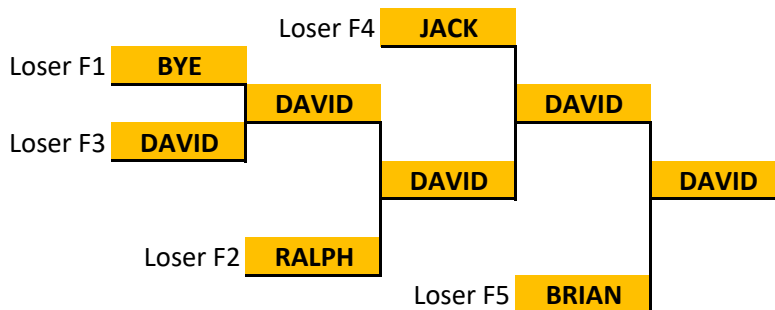 Loser F4 JACK
Loser F1 BYE
DAVID DAVID
Loser F3 DAVID
DAVID DAVID
Loser F2 RALPH
Loser F5 BRIAN